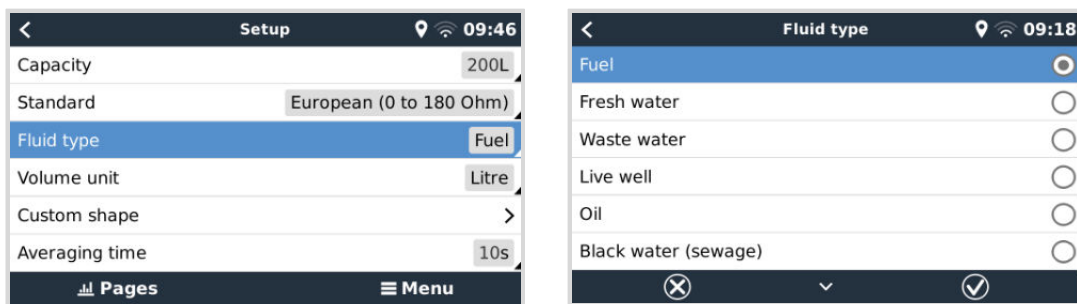 Setup 09:46
Capacity 200L
Standard European (0 to 180 Ohm)
Fluid type Fuel
Volume unit Litre
Custom shape
Averaging time 10s
Pages Menu
Fluid type 09:18
Fuel
Fresh water
Waste water
Live well
Oil
Black water (sewage)